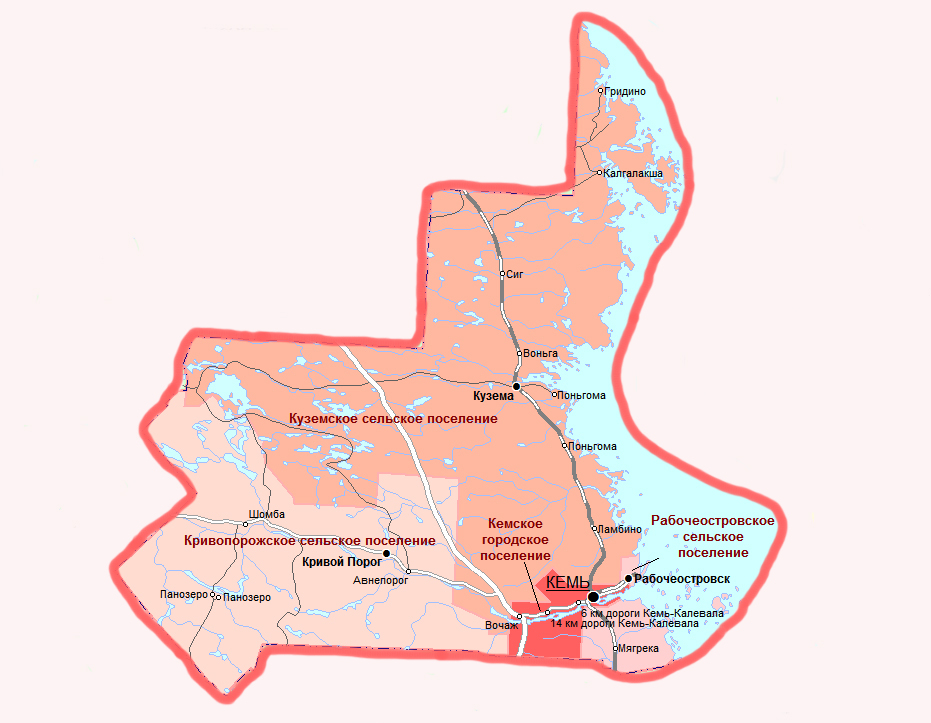 Гридино
Калгалакша
Сиг
Воньга
Кузема
Поньгома
Куземское сельское поселение
Поньгома
Шомба
Кемское
городское
поселение
Рабочеостровское
сельское
поселение
Ламбино
Кривопорожское сельское поселение
Кривой Порог
Авнепорог
КЕМЬ
Рабочеостровск
Панозеро
Панозеро
6 км дороги Кемь-Калевала
14 км дороги Кемь-Калевала
Вочаж
Мягрека